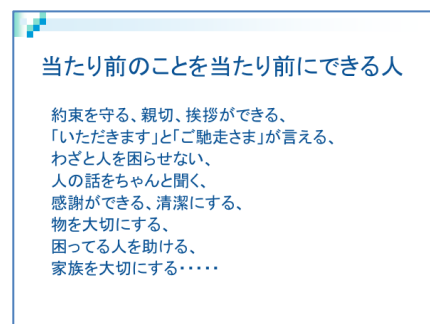 当たり前のことを当たり前にできる人
約束を守る、親切、挨拶ができる、
「いただきます」と「ご馳走さま」が言える、
わざと人を困らせない、
人の話をちゃんと聞く、
感謝ができる、清潔にする、
物を大切にする、
困ってる人を助ける、
家族を大切にする・・・・・